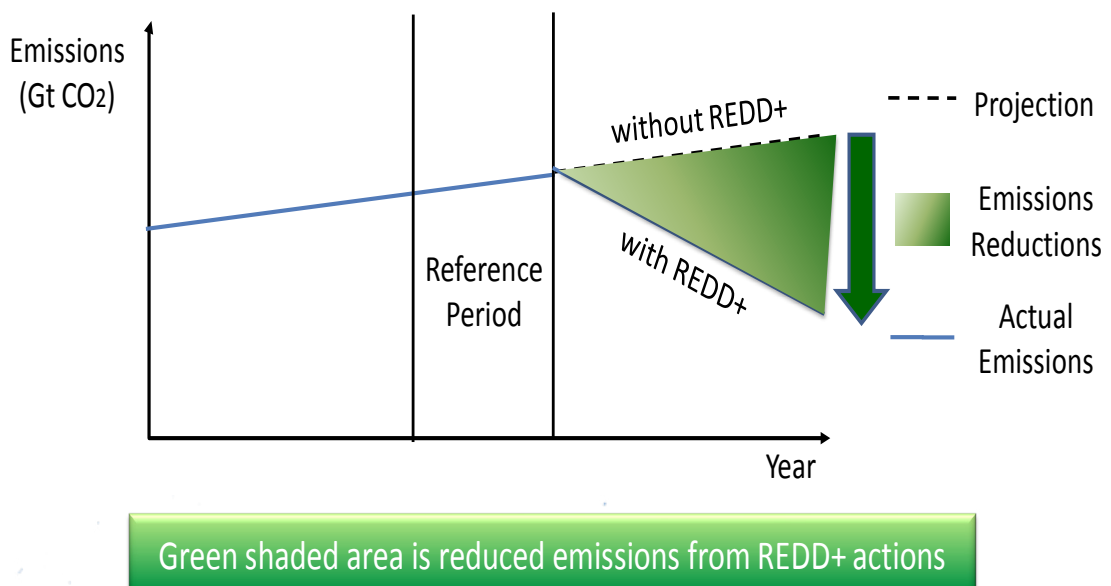 Emissions
(Gt CO2)
without REDD+
Projection
Emissions
Reductions
with REDD+
Reference
Period
Actual
Emissions
Year
Green shaded area is reduced emissions from REDD+ actions